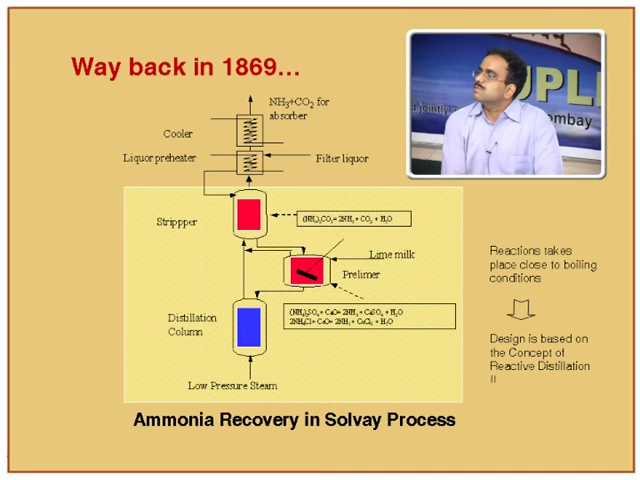 Way back in 1869...
NH3+CO2 for
absorber
Cooler
Liquor preheater
Filter liquor
Strippper
(NH4)2CO3= 2NH3 + CO2 + H2O
Lime milk
Prelimer
(NH4)2SO4 + CaO= 2NH3 + CaSO4 + H2O
2NH4Cl + CaO= 2NH3 + CaCl2 + H2O
Distillation
Column
Low Pressure Steam
Reactions takes
place close to boiling
conditions
Design is based on
the Concept of
Reactive Distillation
!!
Ammonia Recovery in Solvay Process
UPLI
jointly
ombay